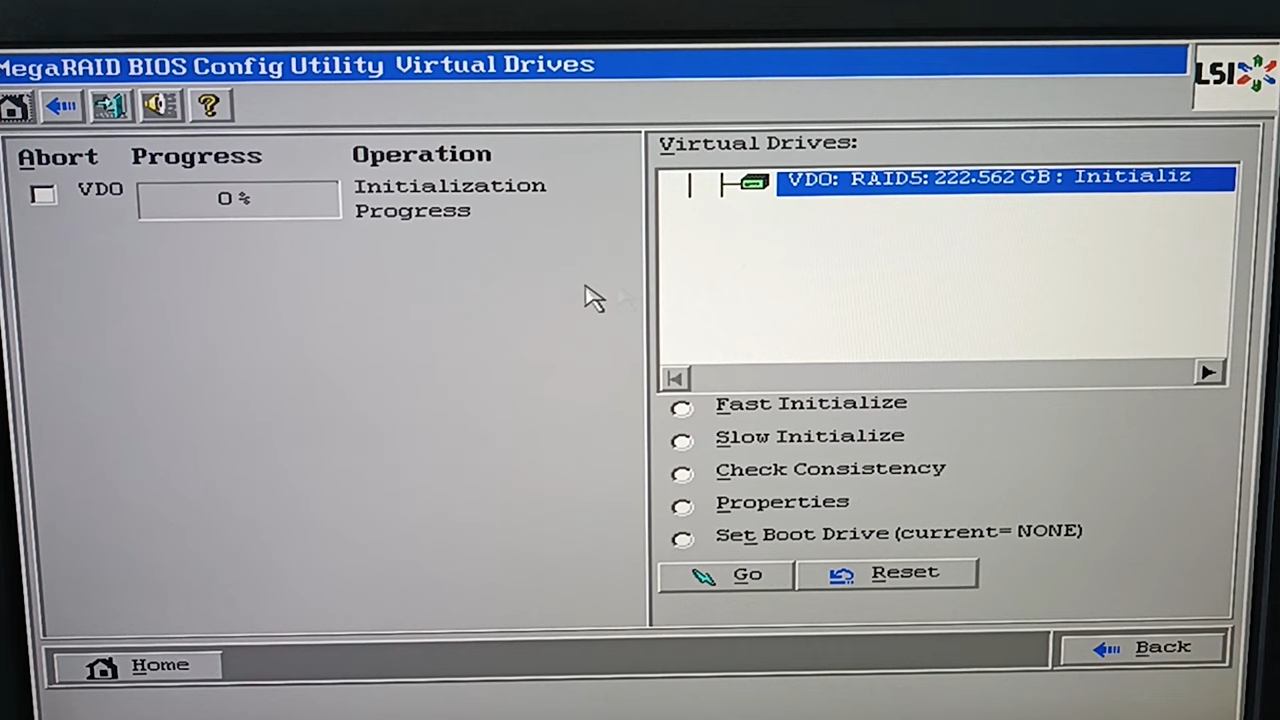 MegaRAID BIOS Config Utility Virtual Drives
LSI
Abort Progress Operation
VD0 0% Initialization
Progress
Virtual Drives:
VD0: RAID5: 222.562 GB: Initializ
Fast Initialize
Slow Initialize
Check Consistency
Properties
Set Boot Drive (current= NONE)
Go Reset
Home
Back